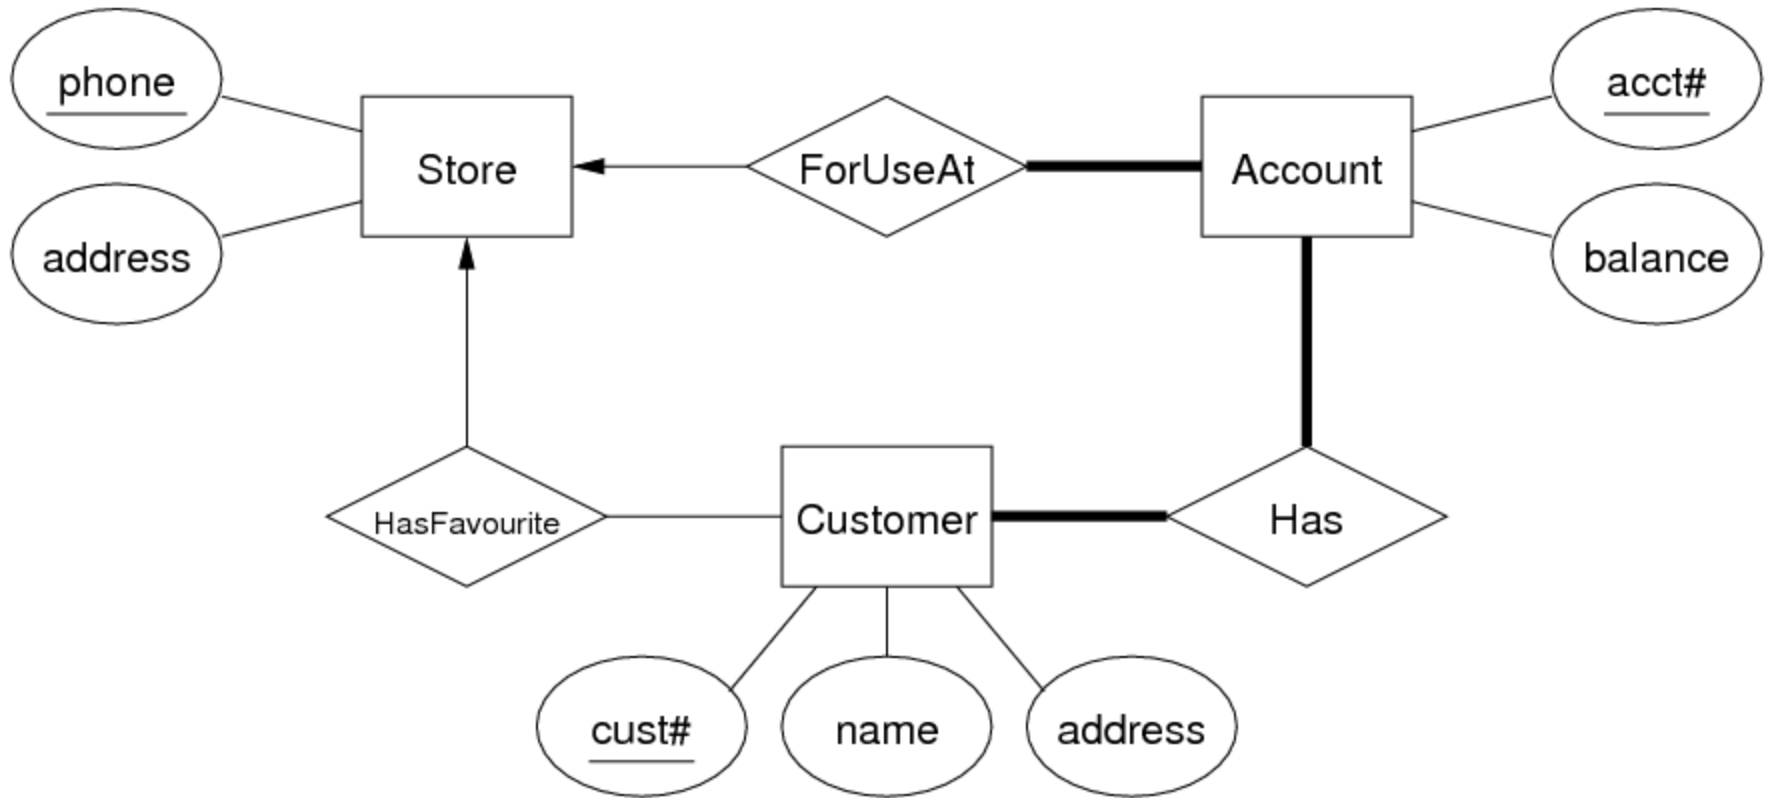 phone
acct#
Store
ForUseAt
Account
address
balance
HasFavourite
Customer
Has
cust#
name
address